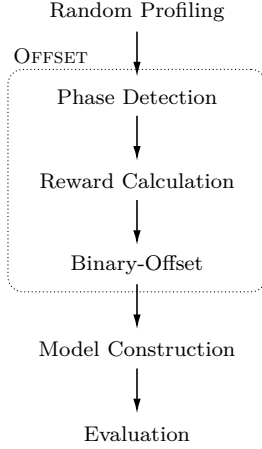 Random Profiling
OFFSET
Phase Detection
Reward Calculation
Binary-Offset
Model Construction
Evaluation